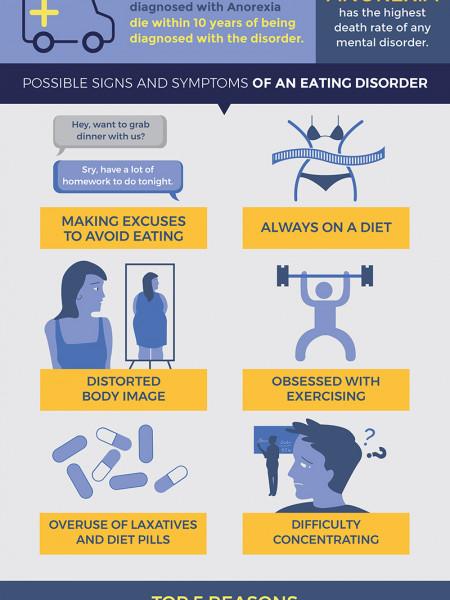 diagnosed with Anorexia
die within 10 years of being
diagnosed with the disorder.
ANOREXIA
has the highest
death rate of any
mental disorder.
POSSIBLE SIGNS AND SYMPTOMS OF AN EATING DISORDER
Hey, want to grab
dinner with us?
Sry, have a lot of
homework to do tonight.
MAKING EXCUSES
TO AVOID EATING
ALWAYS ON A DIET
DISTORTED
BODY IMAGE
OBSESSED WITH
EXERCISING
OVERUSE OF LAXATIVES
AND DIET PILLS
DIFFICULTY
CONCENTRATING
TOP 5 REASONS